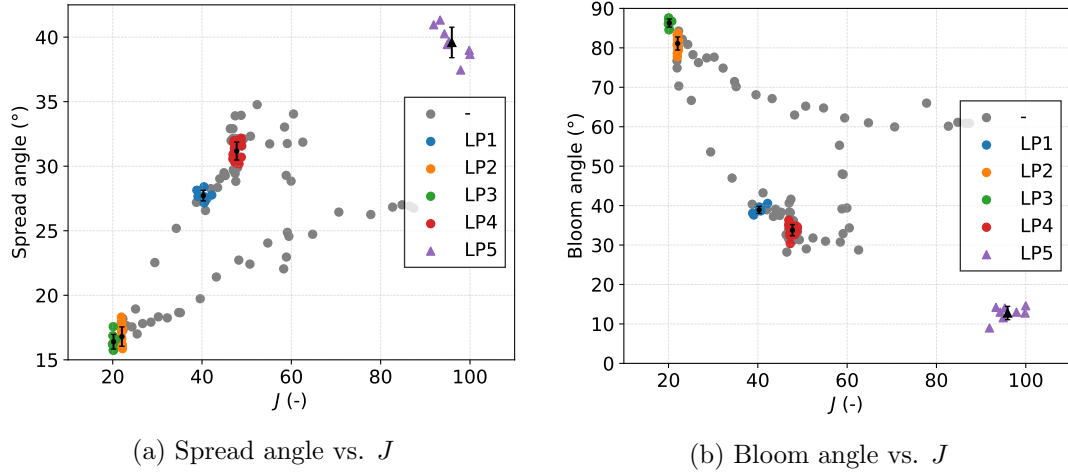 40
35
30
25
20
15
Spread angle (°)
20
40
60
80
100
J (-)
-
LP1
LP2
LP3
LP4
LP5
(a) Spread angle vs. J
90
80
70
60
50
40
30
20
10
0
Bloom angle (°)
20
40
60
80
100
J (-)
-
LP1
LP2
LP3
LP4
LP5
(b) Bloom angle vs. J